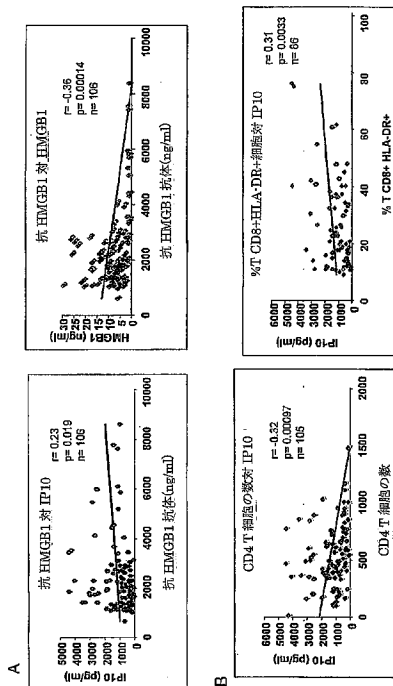 A
抗 HMGB1 対 IP10
r= 0.23
p= 0.019
n= 106
IP10 (pg/ml)
5000
4000
3000
2000
1000
0
0
2000
4000
6000
8000
10000
抗 HMGB1 抗体(ng/ml)
抗 HMGB1 対 HMGB1
r= -0.36
p= 0.00014
n= 106
HMGB1 (ng/ml)
30
25
20
15
10
5
0
0
2000
4000
6000
8000
10000
抗 HMGB1 抗体(ng/ml)
B
CD4 T 細胞の数対 IP10
r= -0.32
p= 0.00097
n= 105
IP10 (pg/ml)
6000
5000
4000
3000
2000
1000
0
0
500
1000
1500
2000
CD4 T 細胞の数
%T CD8+HLA-DR+細胞対 IP10
r= 0.31
p= 0.0033
n= 86
IP10 (pg/ml)
6000
5000
4000
3000
2000
1000
0
0
20
40
60
80
100
% T CD8+ HLA-DR+